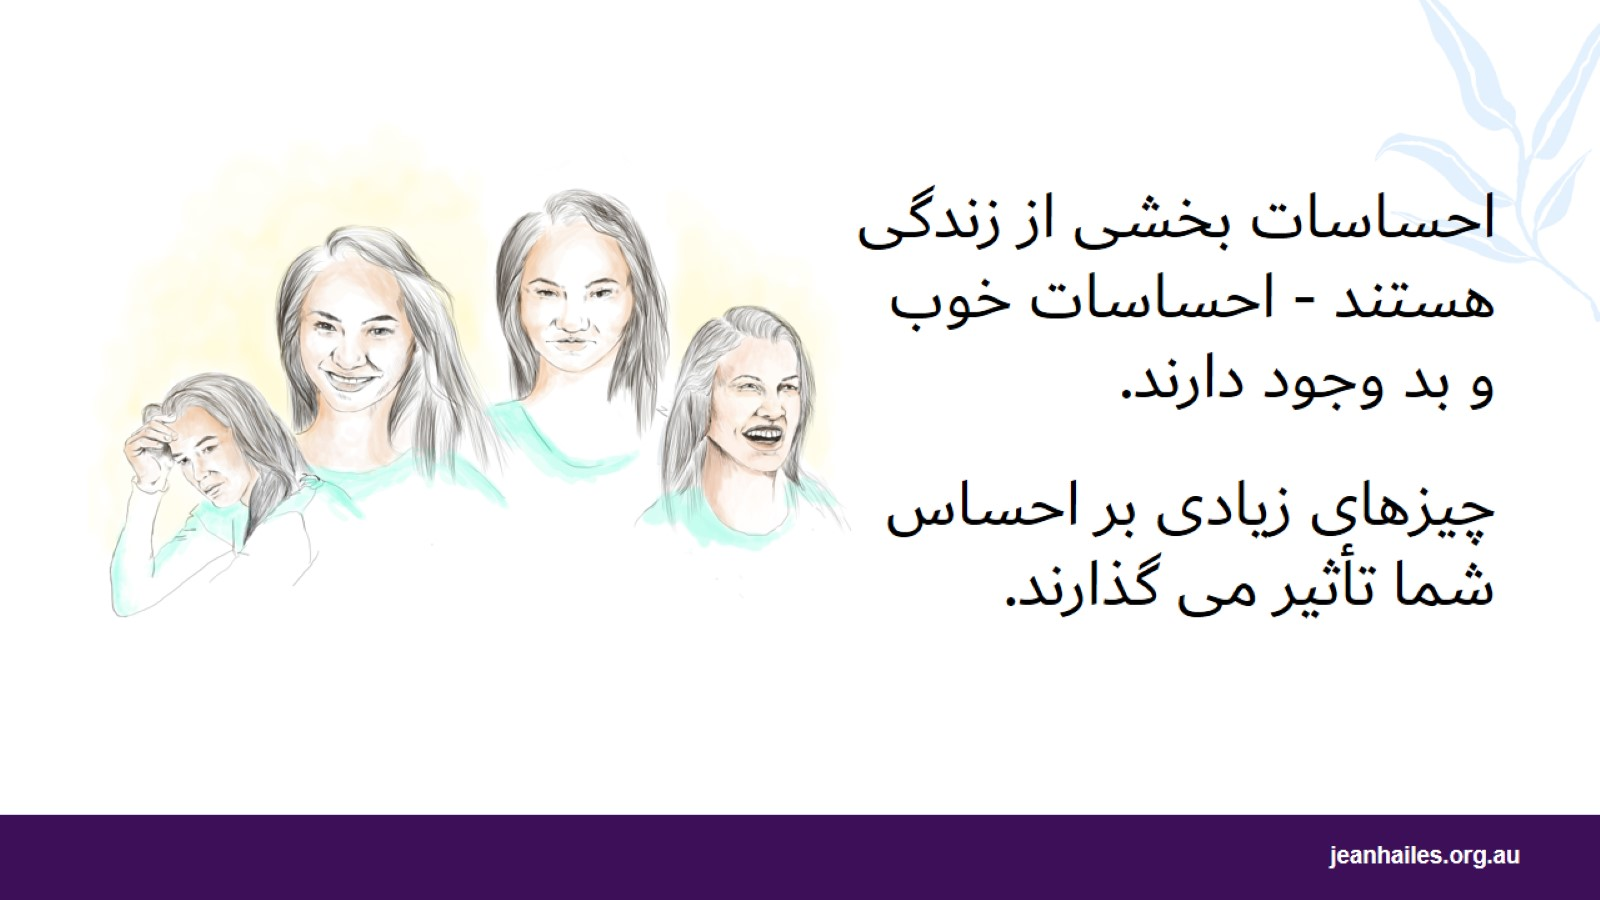 احساسات بخشی از زندگی
هستند - احساسات خوب
و بد وجود دارند.
چیزهای زیادی بر احساس
شما تأثیر می گذارند.
jeanhailes.org.au